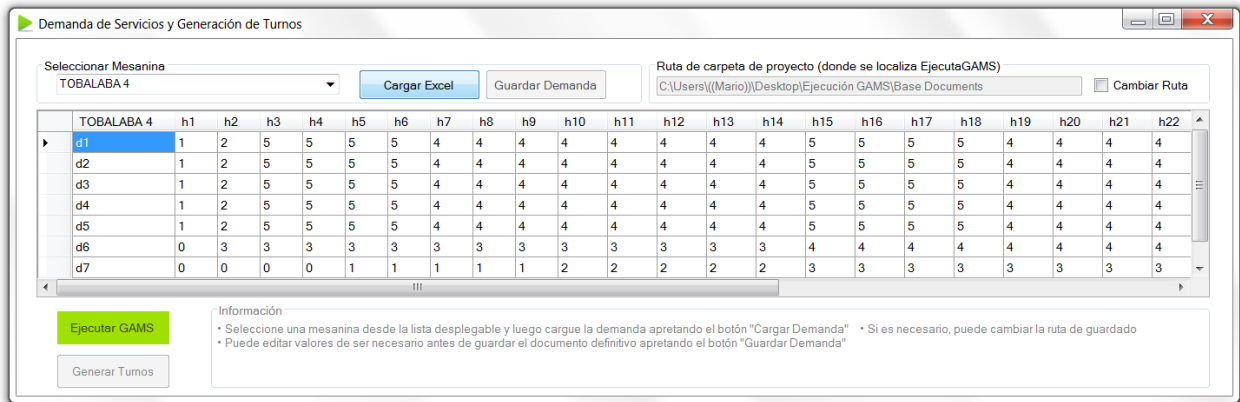 Demanda de Servicios y Generación de Turnos
Seleccionar Mesanina
TOBALABA 4
Cargar Excel
Guardar Demanda
Ruta de carpeta de proyecto (donde se localiza EjecutaGAMS)
C:\Users\((Mario))\Desktop\Ejecución GAMS\Base Documents
Cambiar Ruta
TOBALABA 4 h1 h2 h3 h4 h5 h6 h7 h8 h9 h10 h11 h12 h13 h14 h15 h16 h17 h18 h19 h20 h21 h22
d1 1 2 5 5 5 5 4 4 4 4 4 4 4 4 5 5 5 5 4 4 4 4
d2 1 2 5 5 5 5 4 4 4 4 4 4 4 4 5 5 5 5 4 4 4 4
d3 1 2 5 5 5 5 4 4 4 4 4 4 4 4 5 5 5 5 4 4 4 4
d4 1 2 5 5 5 5 4 4 4 4 4 4 4 4 5 5 5 5 4 4 4 4
d5 1 2 5 5 5 5 4 4 4 4 4 4 4 4 5 5 5 5 4 4 4 4
d6 0 3 3 3 3 3 3 3 3 3 3 3 3 3 4 4 4 4 4 4 4 4
d7 0 0 0 0 1 1 1 1 1 2 2 2 2 2 3 3 3 3 3 3 3 3
Ejecutar GAMS
Generar Turnos
Información
• Seleccione una mesanina desde la lista desplegable y luego cargue la demanda apretando el botón "Cargar Demanda" • Si es necesario, puede cambiar la ruta de guardado
• Puede editar valores de ser necesario antes de guardar el documento definitivo apretando el botón "Guardar Demanda"